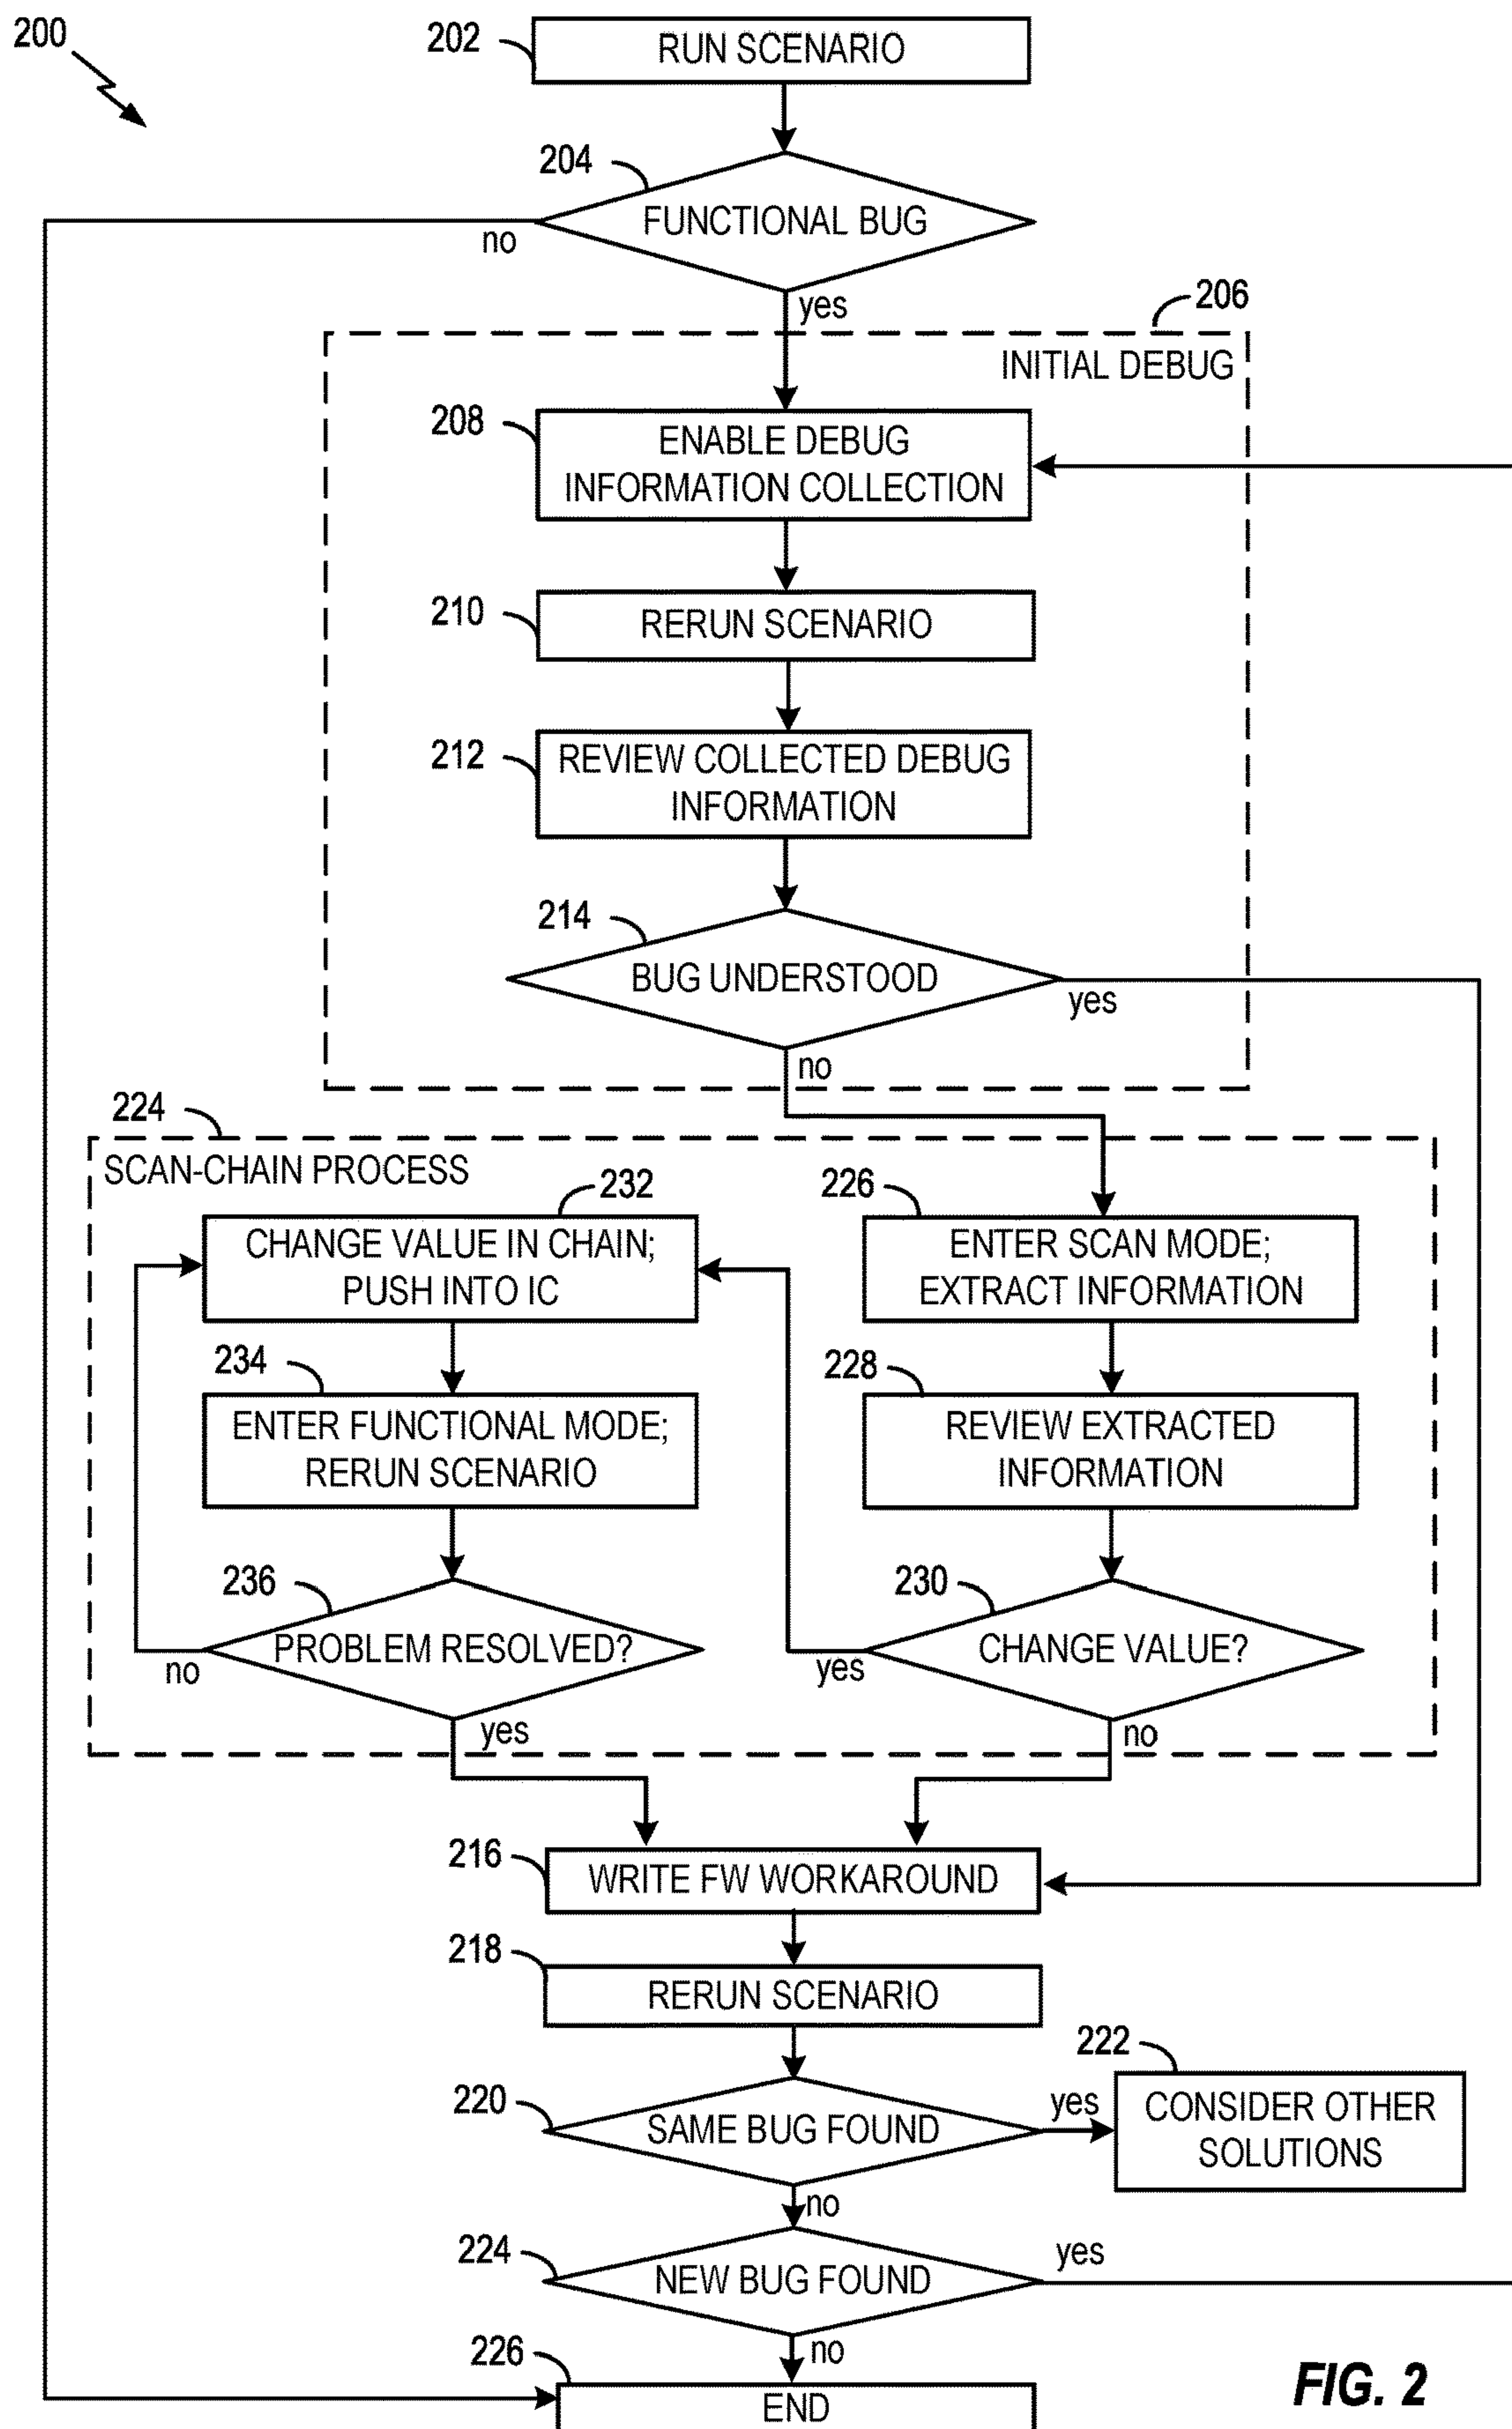 200
202
RUN SCENARIO
204
FUNCTIONAL BUG
no
yes
206
INITIAL DEBUG
208
ENABLE DEBUG
INFORMATION COLLECTION
210
RERUN SCENARIO
212
REVIEW COLLECTED DEBUG
INFORMATION
214
BUG UNDERSTOOD
yes
no
224
SCAN-CHAIN PROCESS
232
CHANGE VALUE IN CHAIN;
PUSH INTO IC
226
ENTER SCAN MODE;
EXTRACT INFORMATION
234
ENTER FUNCTIONAL MODE;
RERUN SCENARIO
228
REVIEW EXTRACTED
INFORMATION
236
PROBLEM RESOLVED?
no
yes
230
CHANGE VALUE?
yes
no
216
WRITE FW WORKAROUND
218
RERUN SCENARIO
220
SAME BUG FOUND
yes
222
CONSIDER OTHER
SOLUTIONS
no
224
NEW BUG FOUND
yes
no
226
END
FIG. 2